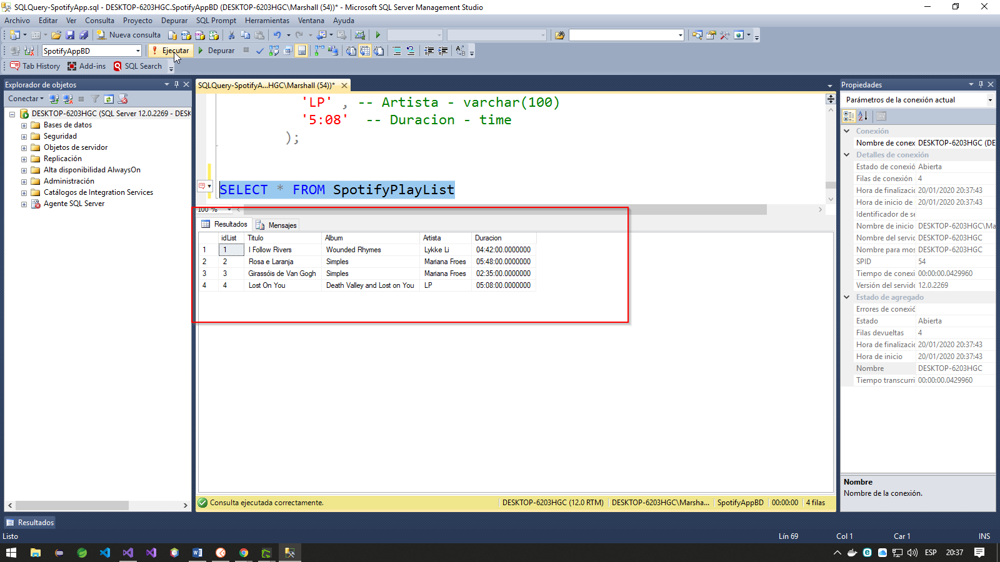 SQLQuery-SpotifyApp.sql - DESKTOP-6203HGC.SpotifyAppBD (DESKTOP-6203HGC\Marshall (54))* - Microsoft SQL Server Management Studio
Archivo Editar Ver Consulta Proyecto Depurar SQL Prompt Herramientas Ventana Ayuda
Nueva consulta
SpotifyAppBD Ejecutar Depurar
Tab History Add-ins SQL Search
Explorador de objetos
Conectar
DESKTOP-6203HGC (SQL Server 12.0.2269 - DESK
Bases de datos
Seguridad
Objetos de servidor
Replicación
Alta disponibilidad AlwaysOn
Administración
Catálogos de Integration Services
Agente SQL Server
SQLQuery-SpotifyA...HGC\Marshall (54))*
'LP' , -- Artista - varchar(100)
'5:08' -- Duracion - time
);
SELECT * FROM SpotifyPlayList
100 %
Resultados Mensajes
idList Titulo Album Artista Duracion
1 1 I Follow Rivers Wounded Rhymes Lykke Li 04:42:00.0000000
2 2 Rosa e Laranja Simples Mariana Froes 05:48:00.0000000
3 3 Girassóis de Van Gogh Simples Mariana Froes 02:35:00.0000000
4 4 Lost On You Death Valley and Lost on You LP 05:08:00.0000000
Consulta ejecutada correctamente. DESKTOP-6203HGC (12.0 RTM) DESKTOP-6203HGC\Marsha... SpotifyAppBD 00:00:00 4 filas
Propiedades
Parámetros de la conexión actual
Conexión
Nombre de conex DESKTOP-6203HGC (DE
Detalles de conexión
Estado de conexió Abierta
Filas de conexión 4
Hora de finalizació 20/01/2020 20:37:43
Hora de inicio de 20/01/2020 20:37:43
Identificador de se
Nombre de inicio DESKTOP-6203HGC\Ma
Nombre del servid DESKTOP-6203HGC
Nombre para mos DESKTOP-6203HGC
SPID 54
Tiempo de conexi 00:00:00.0429960
Versión del servido 12.0.2269
Estado de agregado
Errores de conexió
Estado Abierta
Filas devueltas 4
Hora de finalizació 20/01/2020 20:37:43
Hora de inicio 20/01/2020 20:37:43
Nombre DESKTOP-6203HGC
Tiempo transcurri 00:00:00.0429960
Nombre
Nombre de la conexión.
Resultados
Listo Lín 69 Col 1 Car 1 INS
ESP 20:37